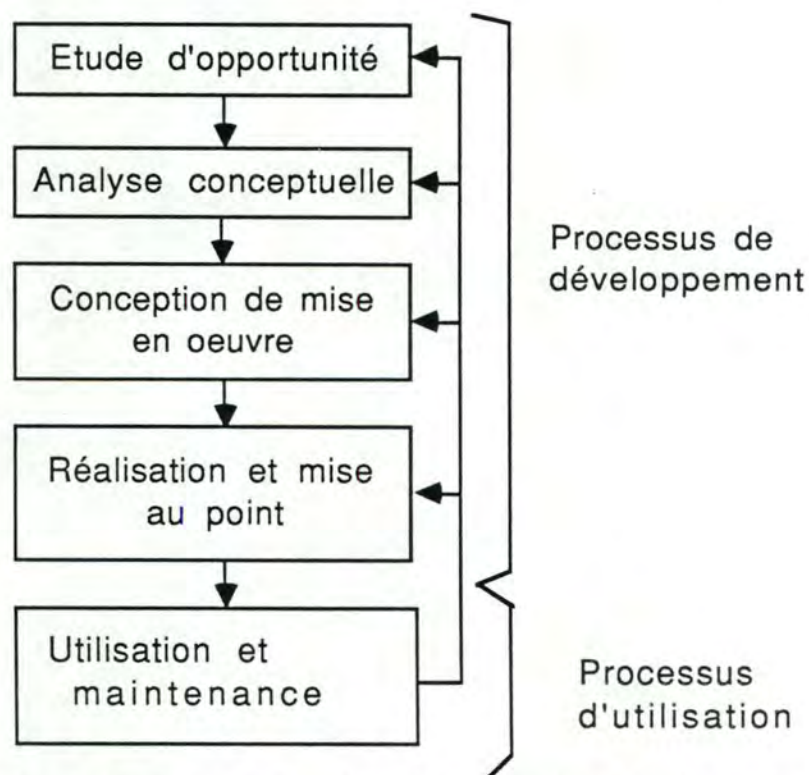 Etude d'opportunité
Analyse conceptuelle
Conception de mise
en oeuvre
Réalisation et mise
au point
Utilisation et
maintenance
Processus de
développement
Processus
d'utilisation